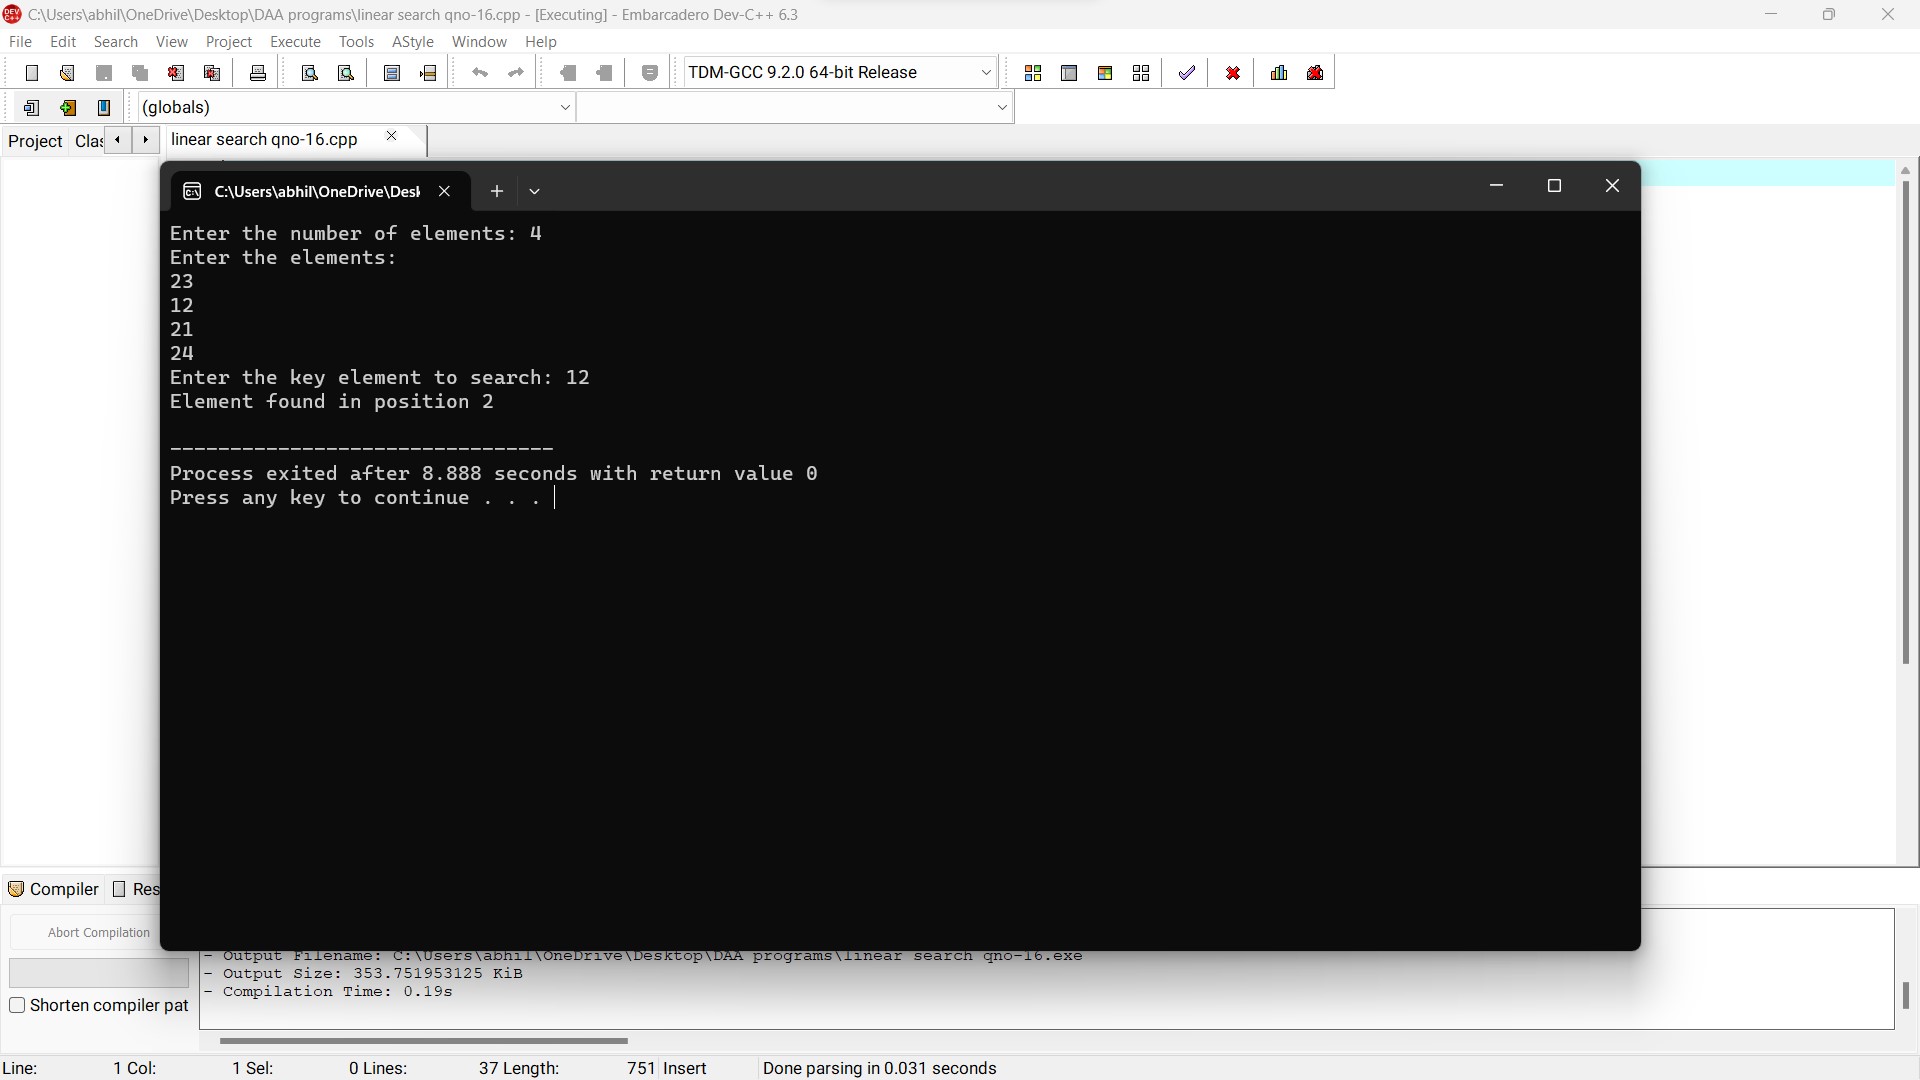 C:\Users\abhil\OneDrive\Desktop\DAA programs\linear search qno-16.cpp - [Executing] - Embarcadero Dev-C++ 6.3
File Edit Search View Project Execute Tools AStyle Window Help
TDM-GCC 9.2.0 64-bit Release
(globals)
Project Clas
linear search qno-16.cpp
C:\Users\abhil\OneDrive\Desk
Enter the number of elements: 4
Enter the elements:
23
12
21
24
Enter the key element to search: 12
Element found in position 2
--------------------------------
Process exited after 8.888 seconds with return value 0
Press any key to continue . . .
Compiler Res
Abort Compilation
Shorten compiler pat
- Output Filename: C:\Users\abhil\OneDrive\Desktop\DAA programs\linear search qno-16.exe
- Output Size: 353.751953125 KiB
- Compilation Time: 0.19s
Line: 1 Col: 1 Sel: 0 Lines: 37 Length: 751 Insert Done parsing in 0.031 seconds